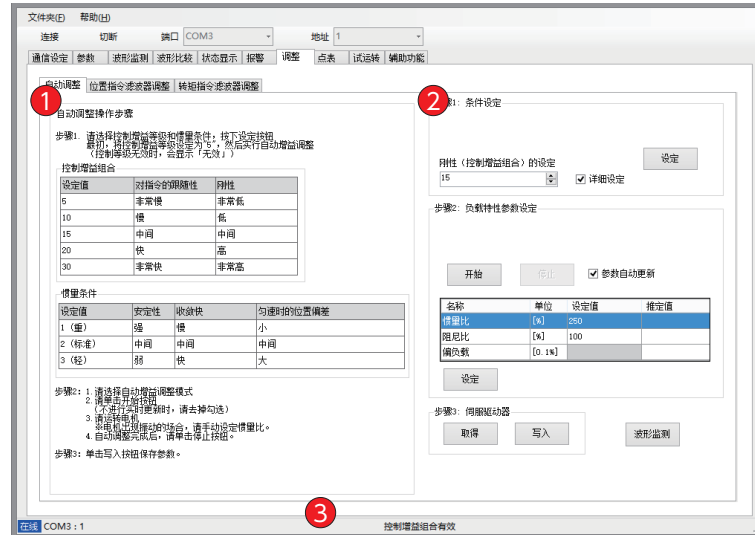 文件夹(F) 帮助(H)
连接 切断 端口 COM3 地址 1
通信设定 参数 波形监测 波形比较 状态显示 报警 调整 点表 试运转 辅助功能
自动调整 位置指令滤波器调整 转矩指令滤波器调整
1
自动调整操作步骤
步骤1. 请选择控制增益等级和惯量条件，按下设定按钮
最初，将控制增益等级设定为“5”，然后实行自动增益调整
（控制等级无效时，会显示「无效」）
控制增益组合
设定值 对指令的跟随性 刚性
5 非常慢 非常低
10 慢 低
15 中间 中间
20 快 高
30 非常快 非常高
惯量条件
设定值 安定性 收敛快 匀速时的位置偏差
1（重） 强 慢 小
2（标准） 中间 中间 中间
3（轻） 弱 快 大
步骤2: 1.请选择自动增益调整模式
2.请单击开始按钮
（不进行实时更新时，请去掉勾选）
3.请运转电机
※电机出现振动的场合，请手动设定惯量比。
4.自动调整完成后，请单击停止按钮。
步骤3: 单击写入按钮保存参数。
2
步骤1: 条件设定
刚性（控制增益组合）的设定
15 详细设定 设定
步骤2: 负载特性参数设定
开始 停止 参数自动更新
名称 单位 设定值 推定值
惯量比 [%] 250
阻尼比 [%] 100
偏负载 [0.1%]
设定
步骤3: 伺服驱动器
取得 写入 波形监测
3
在线 COM3 : 1 控制增益组合有效